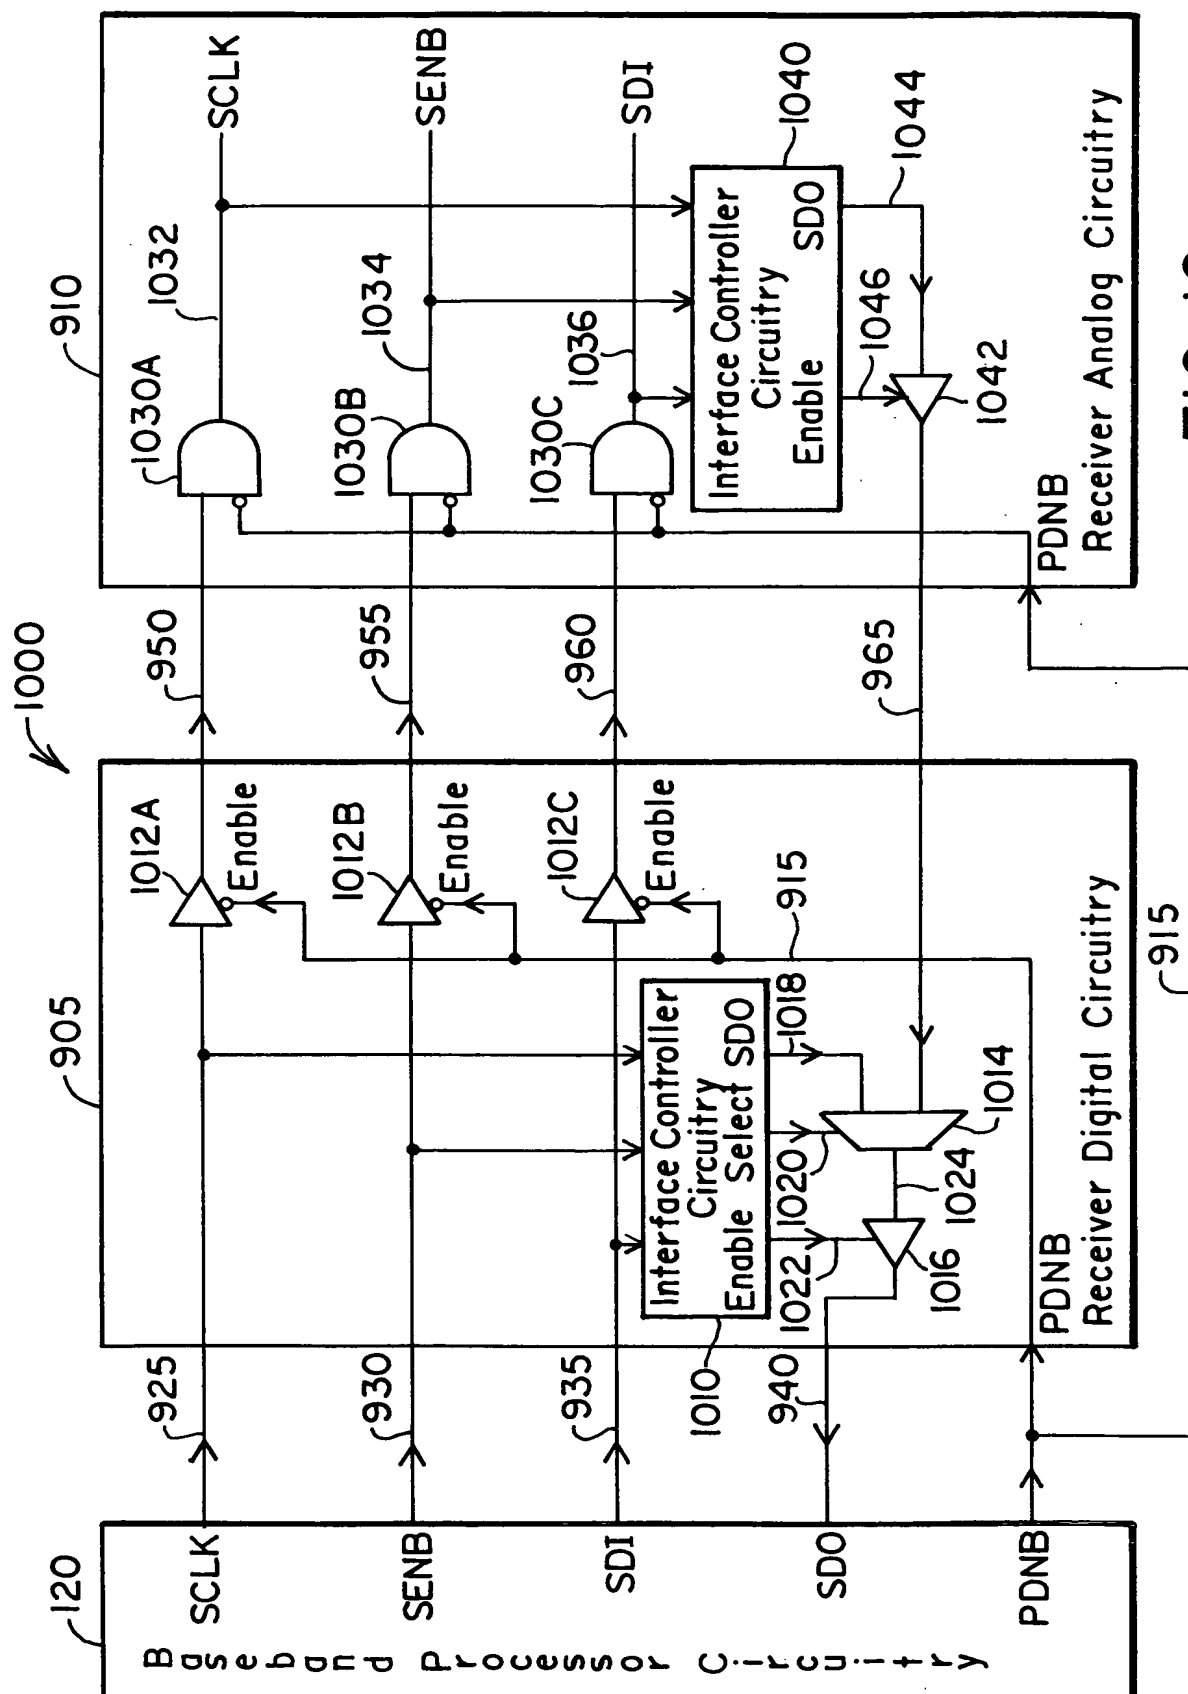 1000
120
Baseband Processor Circuitry
SCLK
SENB
SDI
SDO
PDNB
925
930
935
940
905
1012A
Enable
1012B
Enable
1012C
Enable
915
Interface Controller
Circuitry
Enable Select SDO
1010
1018
1020
1022
1014
1024
1016
PDNB
Receiver Digital Circuitry
915
950
955
960
965
910
1030A
1032
SCLK
1030B
1034
SENB
1030C
1036
SDI
Interface Controller
Circuitry
Enable SDO
1040
1044
1046
1042
PDNB
Receiver Analog Circuitry